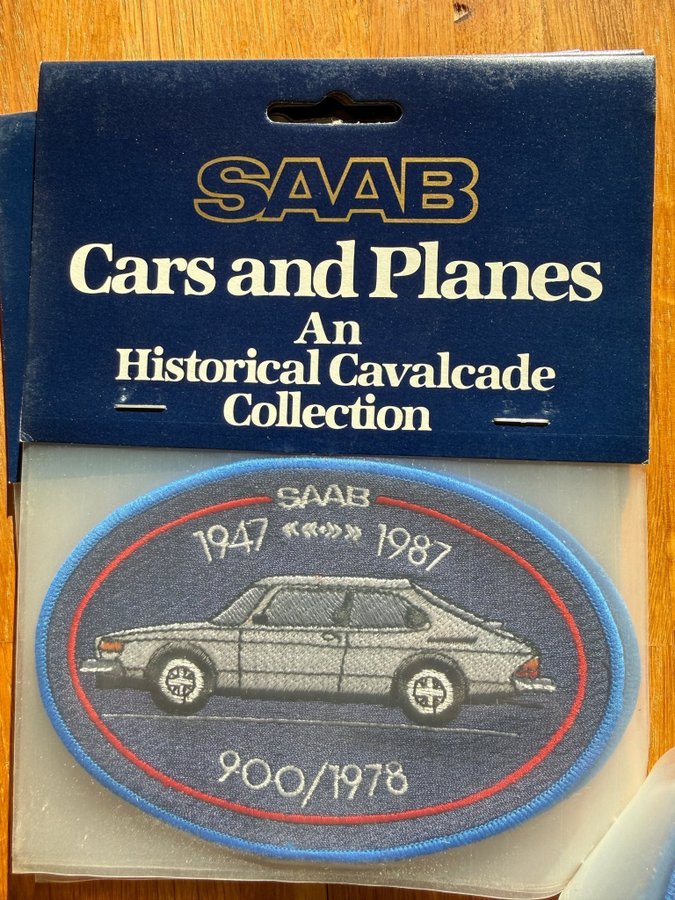 SAAB
Cars and Planes
An
Historical Cavalcade
Collection
SAAB
1947 «‹·›» 1987
900/1978